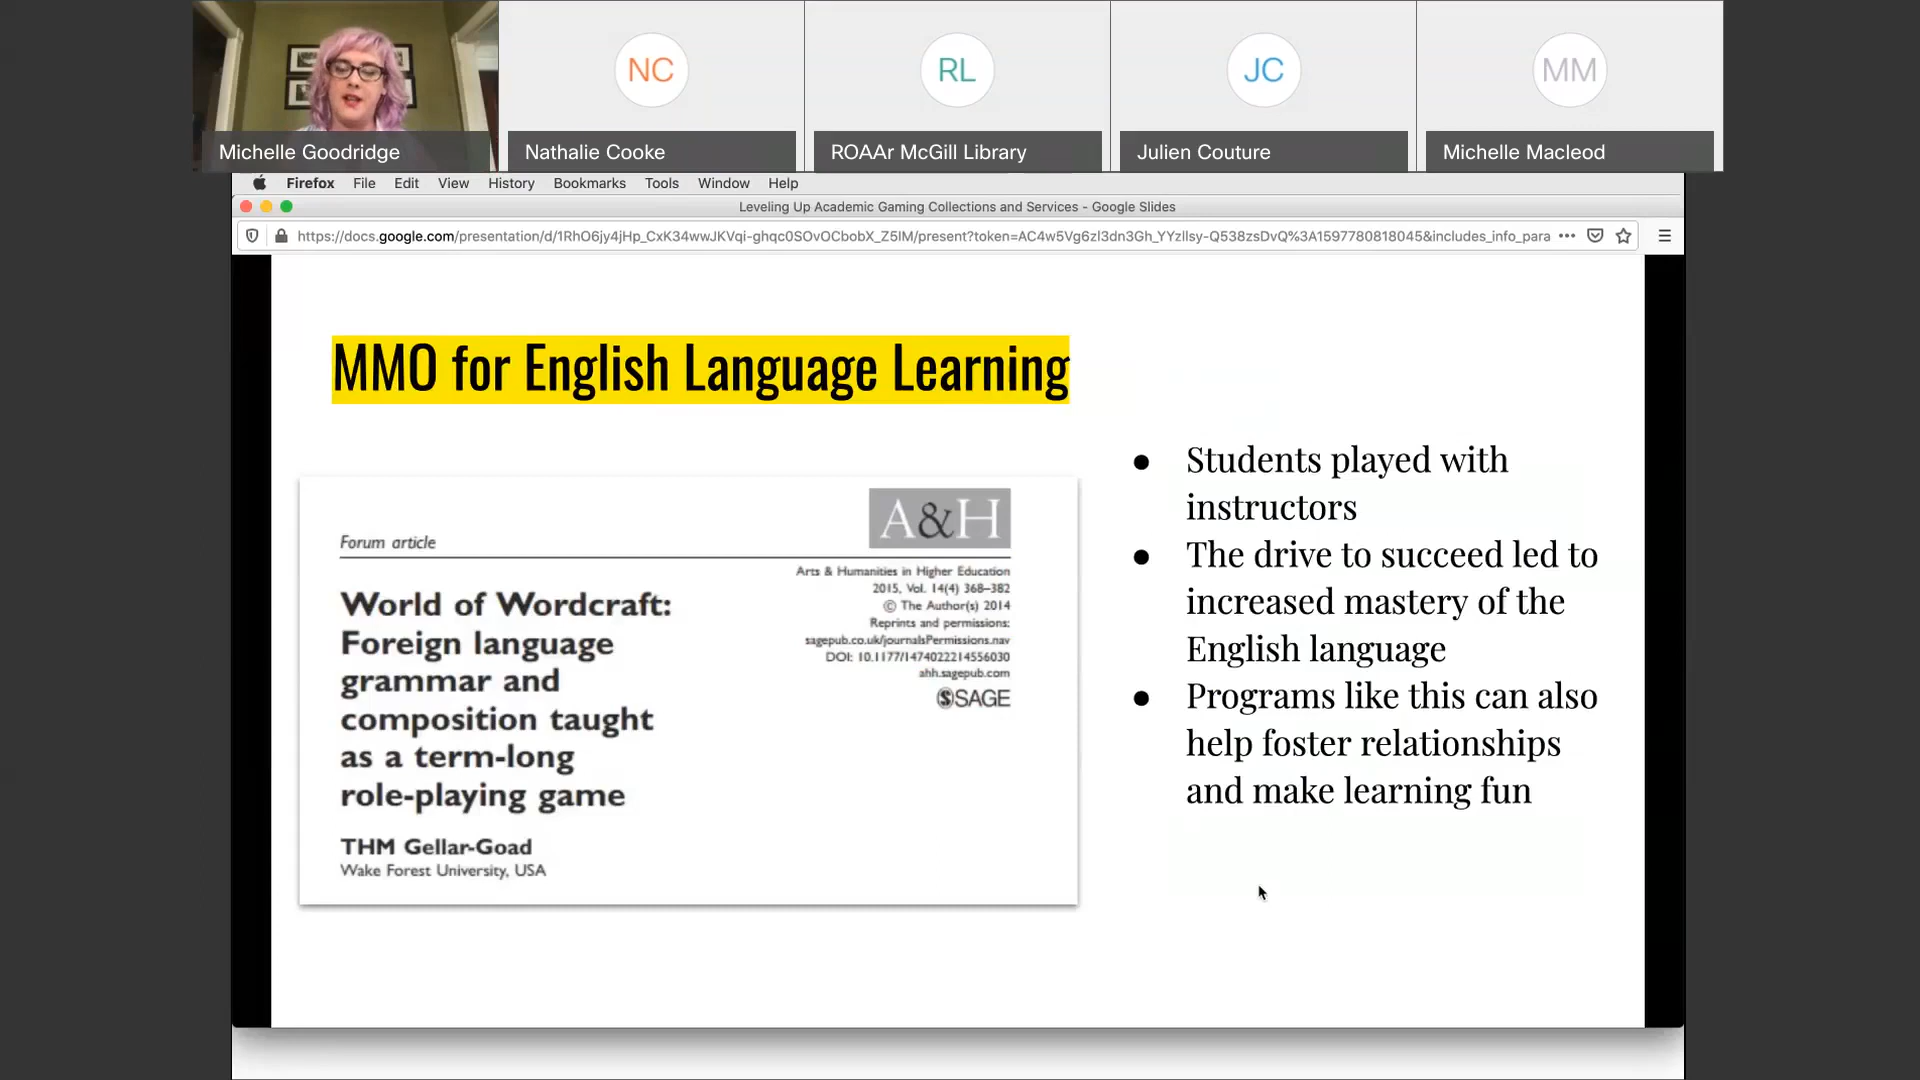 NC
RL
JC
MM
Michelle Goodridge
Nathalie Cooke
ROAAr McGill Library
Julien Couture
Michelle Macleod
Firefox File Edit View History Bookmarks Tools Window Help
Leveling Up Academic Gaming Collections and Services - Google Slides
https://docs.google.com/presentation/d/1RhO6jy4jHp_CxK34wwJKVqi-ghqc0SOvOCbobX_Z5IM/present?token=AC4w5Vg6zl3dn3Gh_YYzllsy-Q538zsDvQ%3A1597780818045&includes_info_para
MMO for English Language Learning
A&H
Forum article
Arts & Humanities in Higher Education
2015, Vol. 14(4) 368–382
© The Author(s) 2014
Reprints and permissions:
sagepub.co.uk/journalsPermissions.nav
DOI: 10.1177/1474022214556030
ahh.sagepub.com
SAGE
World of Wordcraft:
Foreign language
grammar and
composition taught
as a term-long
role-playing game
THM Gellar-Goad
Wake Forest University, USA
● Students played with
instructors
● The drive to succeed led to
increased mastery of the
English language
● Programs like this can also
help foster relationships
and make learning fun